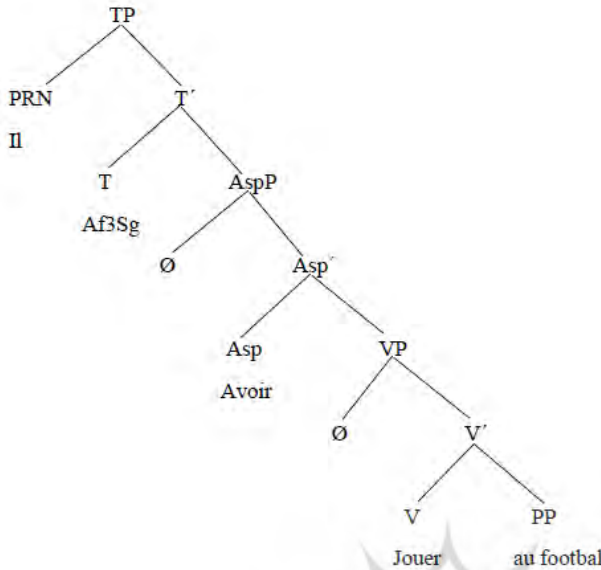 TP
PRN T´
Il
T AspP
Af3Sg
Ø Asp´
Asp VP
Avoir
Ø V´
V PP
Jouer au footbal